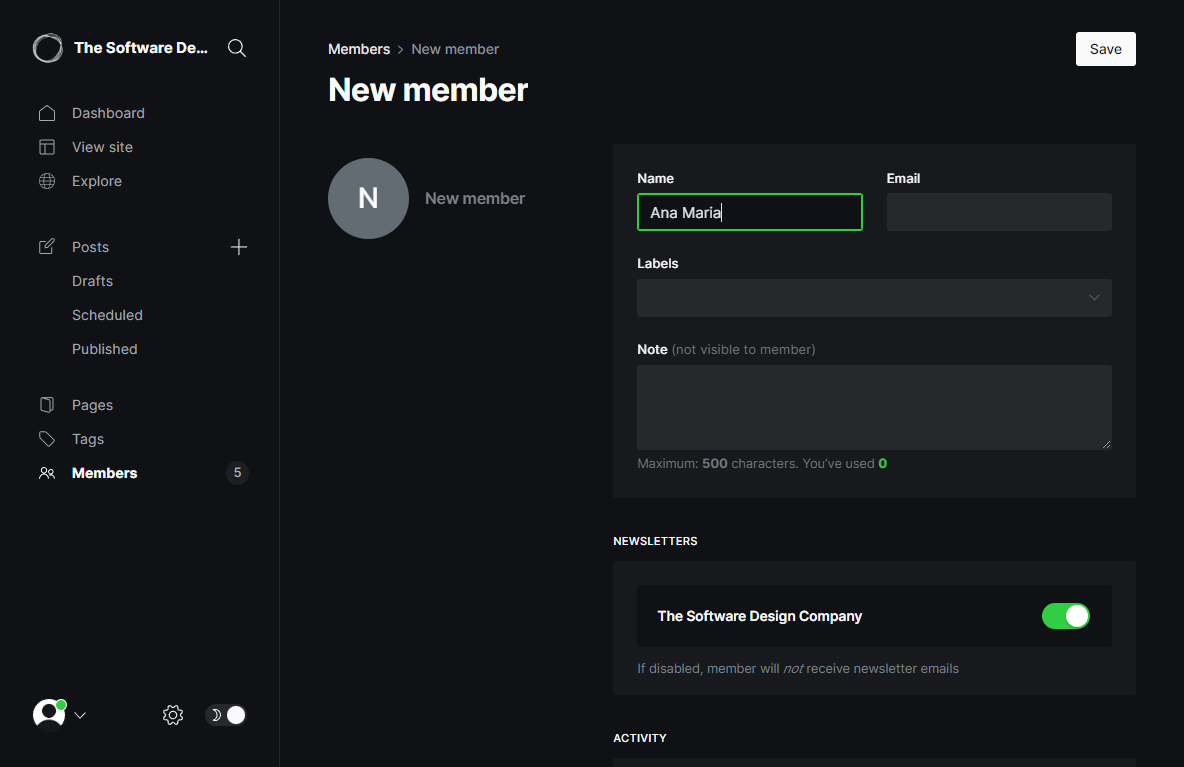 The Software De...
Dashboard
View site
Explore
Posts
Drafts
Scheduled
Published
Pages
Tags
Members
5
Members > New member
Save
New member
N
New member
Name
Email
Ana Maria
Labels
Note (not visible to member)
Maximum: 500 characters. You've used 0
NEWSLETTERS
The Software Design Company
If disabled, member will not receive newsletter emails
ACTIVITY